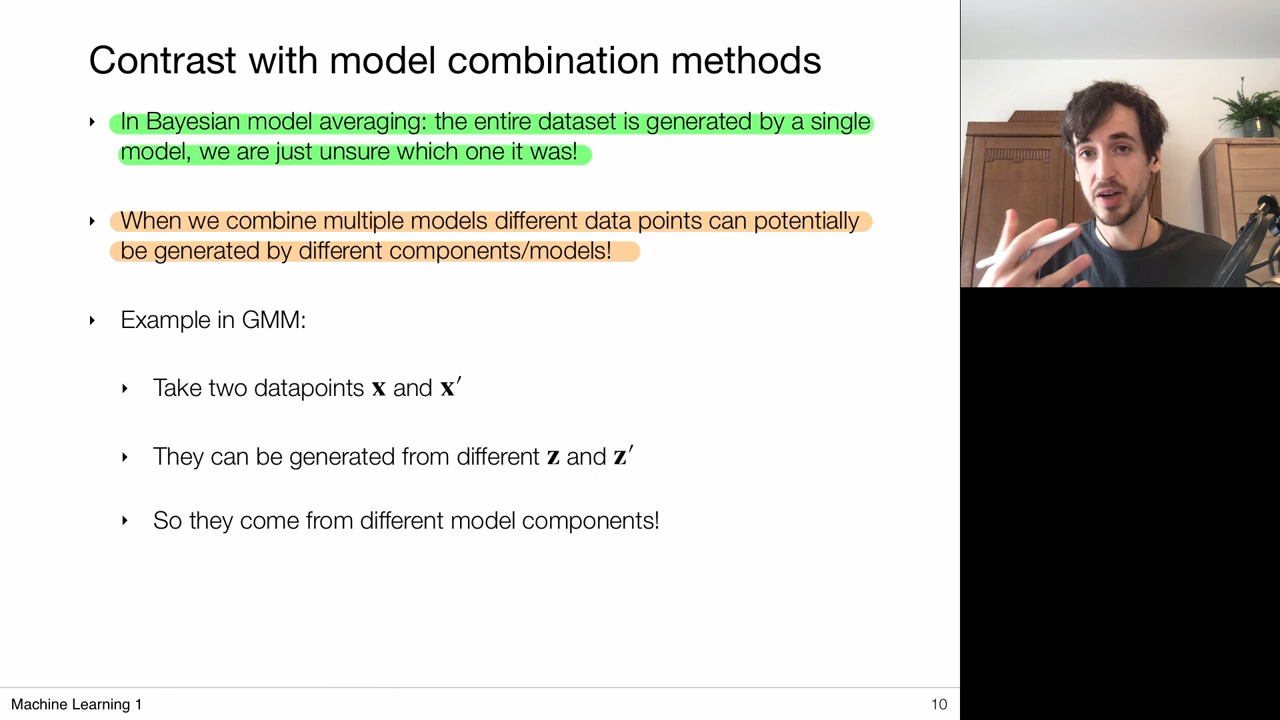 Contrast with model combination methods
‣ In Bayesian model averaging: the entire dataset is generated by a single
model, we are just unsure which one it was!
‣ When we combine multiple models different data points can potentially
be generated by different components/models!
‣ Example in GMM:
‣ Take two datapoints x and x′
‣ They can be generated from different z and z′
‣ So they come from different model components!
Machine Learning 1
10